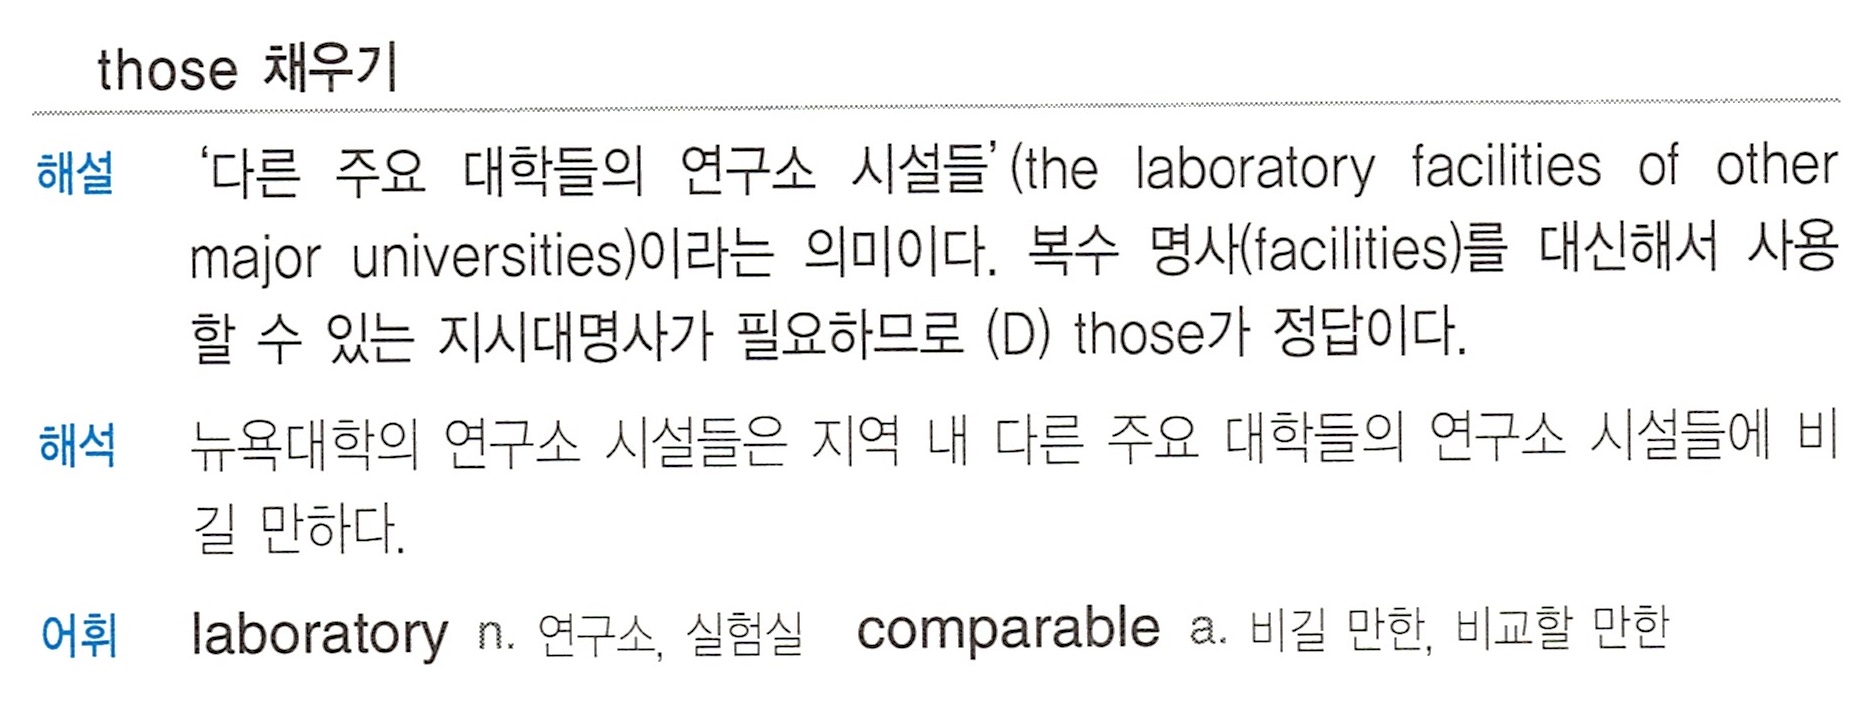 those 채우기
해설 ‘다른 주요 대학들의 연구소 시설들’(the laboratory facilities of other
major universities)이라는 의미이다. 복수 명사(facilities)를 대신해서 사용
할 수 있는 지시대명사가 필요하므로 (D) those가 정답이다.
해석 뉴욕대학의 연구소 시설들은 지역 내 다른 주요 대학들의 연구소 시설들에 비
길 만하다.
어휘 laboratory n. 연구소, 실험실 comparable a. 비길 만한, 비교할 만한